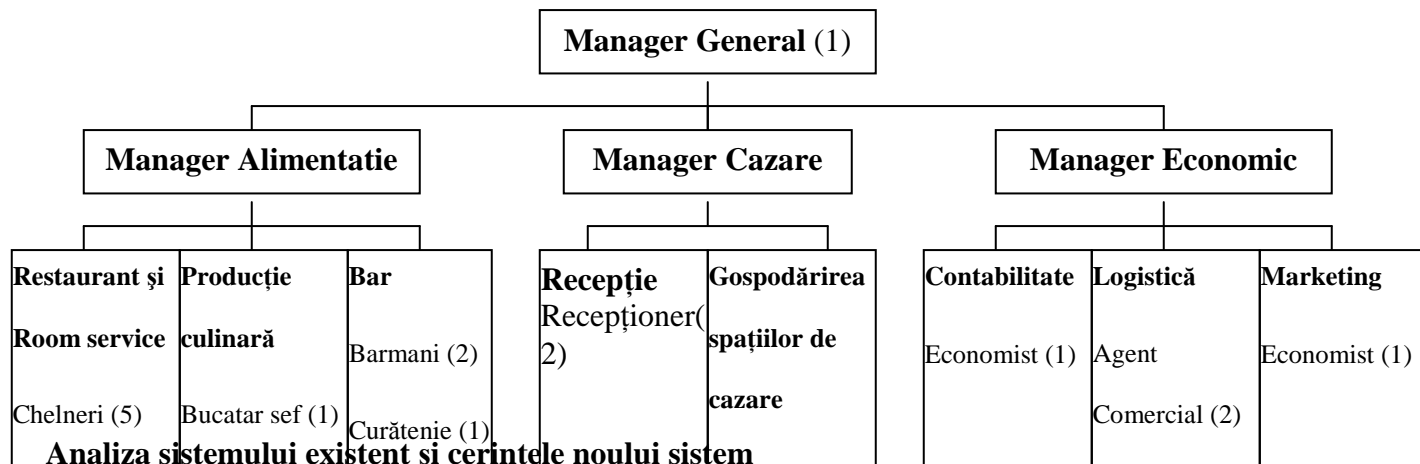 Manager General (1)
Manager Alimentatie
Manager Cazare
Manager Economic
Restaurant şi
Room service
Chelneri (5)
Producție
culinară
Bucatar sef (1)
Bar
Barmani (2)
Curătenie (1)
Recepție
Recepționer(
2)
Gospodărirea
spațiilor de
cazare
Contabilitate
Economist (1)
Logistică
Agent
Comercial (2)
Marketing
Economist (1)
Analiza sistemului existent si cerintele noului sistem